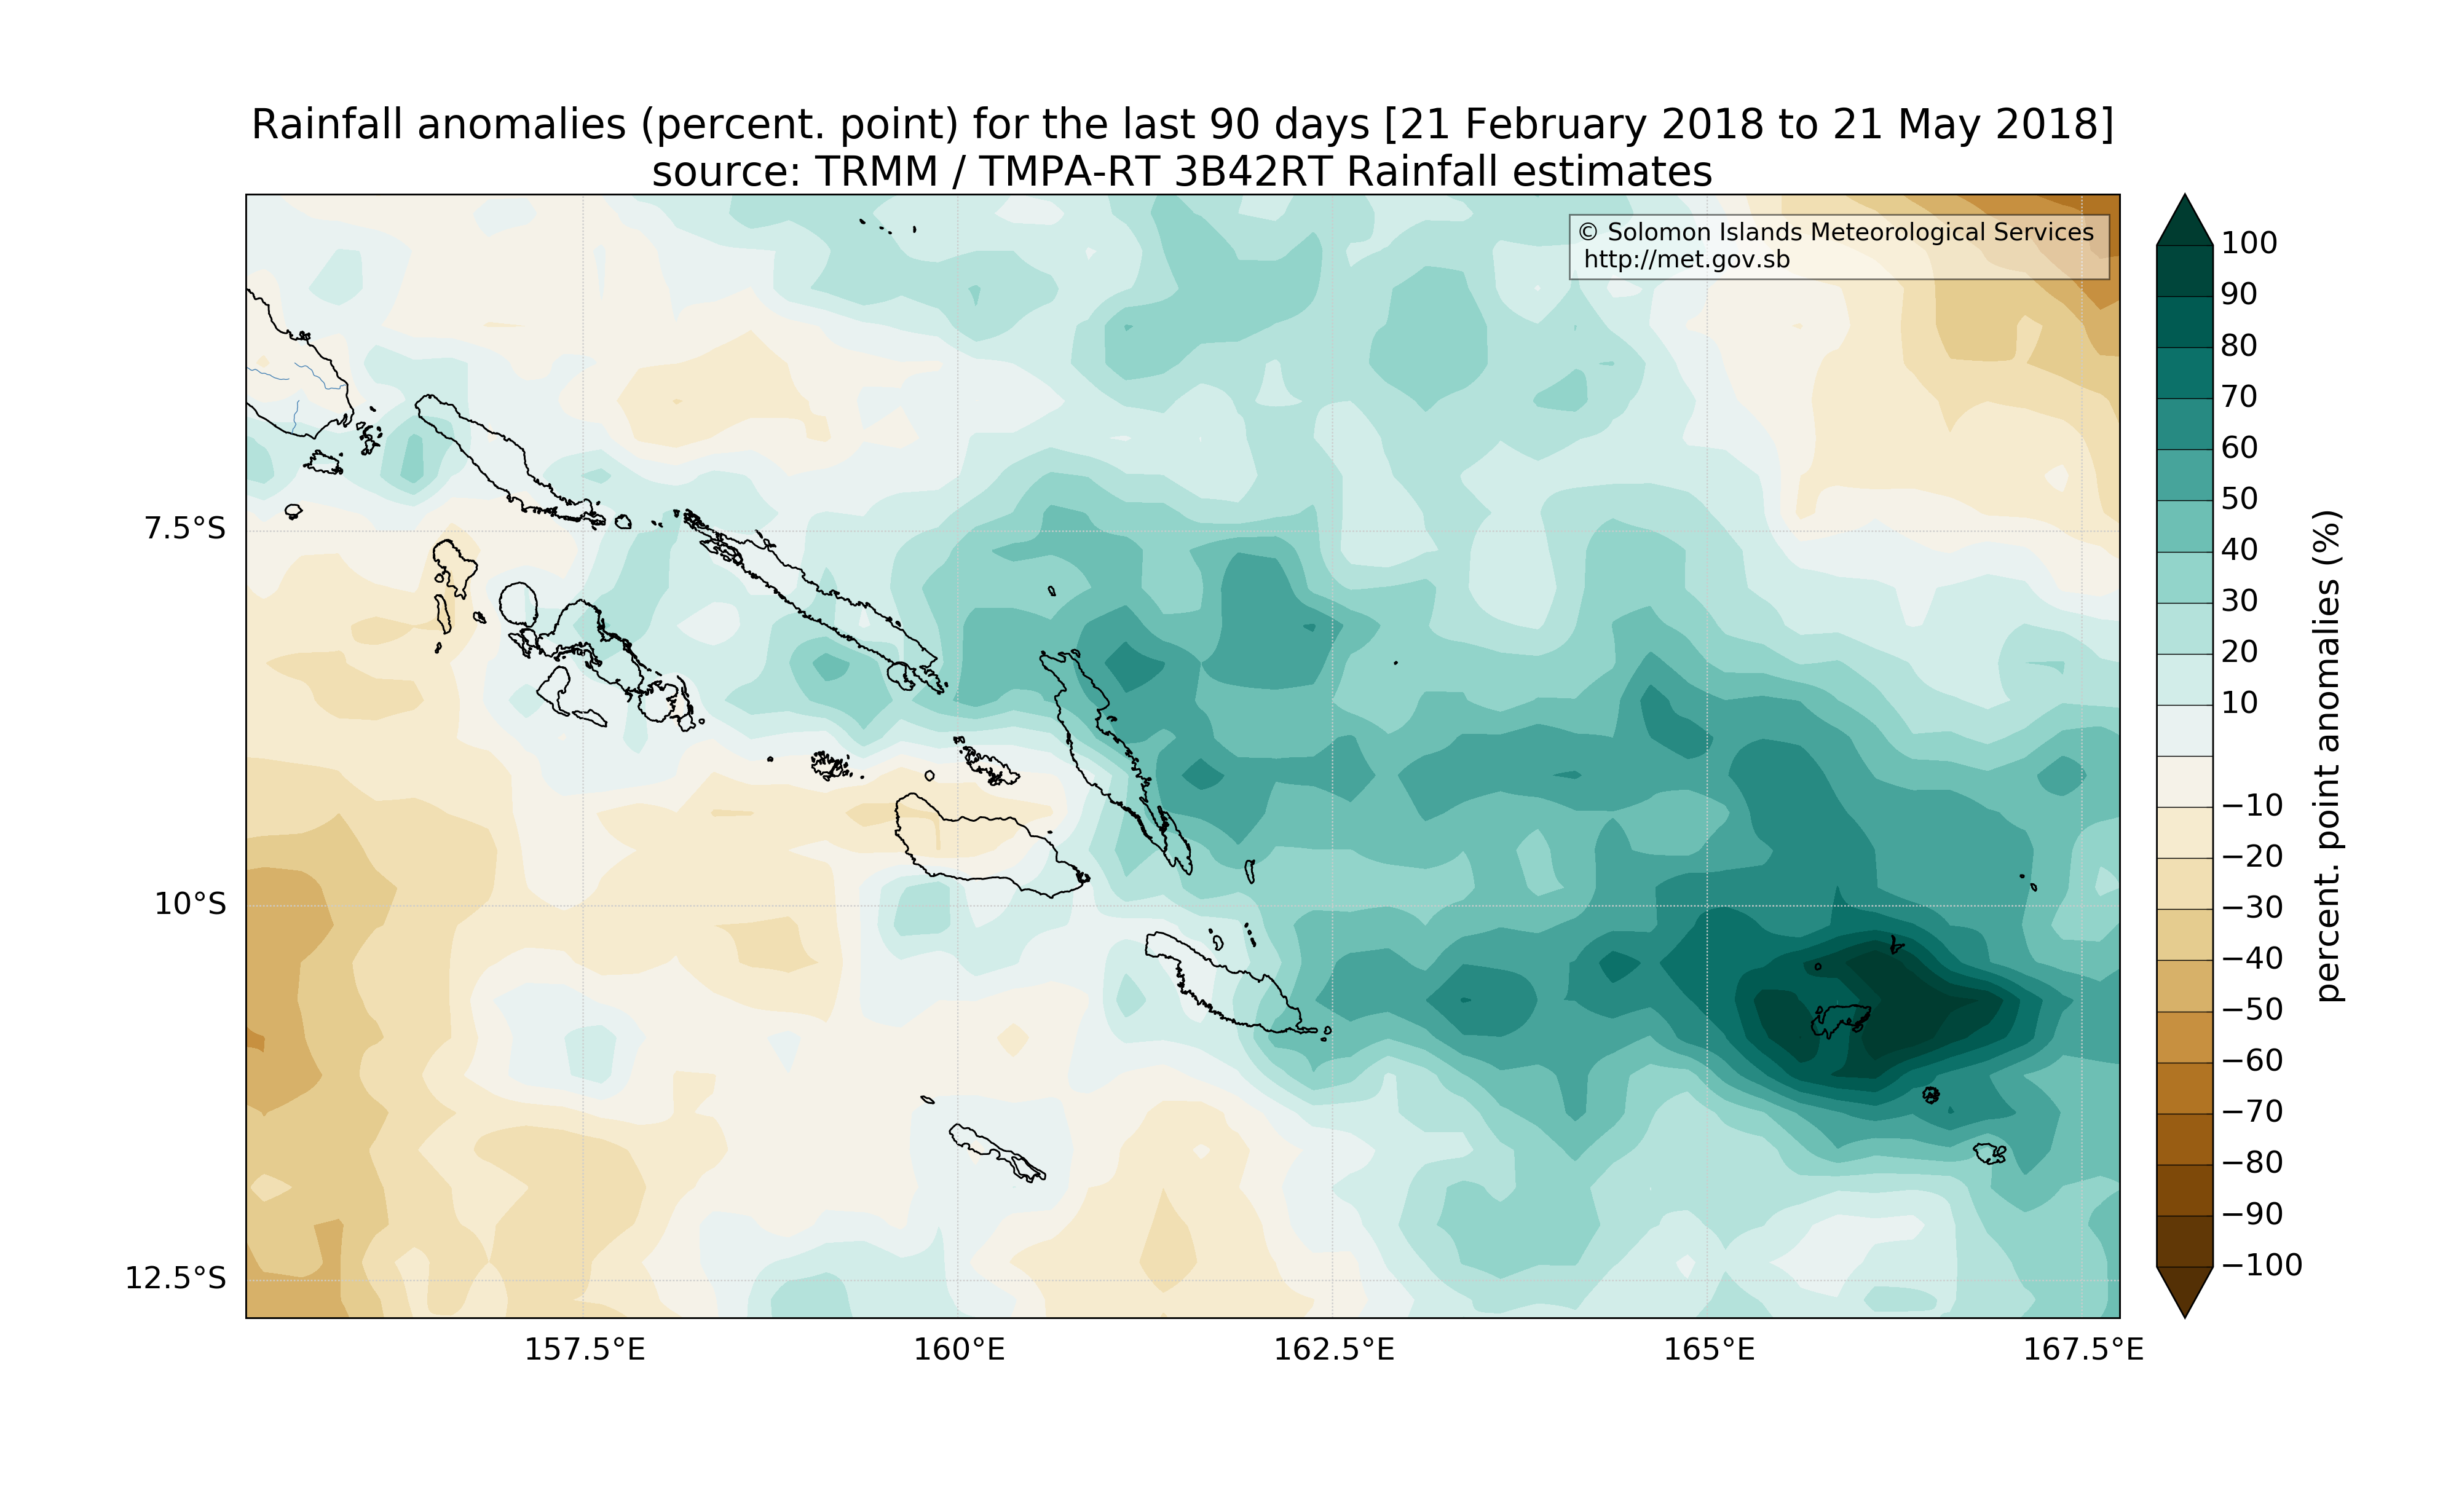 Rainfall anomalies (percent. point) for the last 90 days [21 February 2018 to 21 May 2018]
source: TRMM / TMPA-RT 3B42RT Rainfall estimates
© Solomon Islands Meteorological Services
http://met.gov.sb
7.5°S
10°S
12.5°S
157.5°E
160°E
162.5°E
165°E
167.5°E
100
90
80
70
60
50
40
30
20
10
−10
−20
−30
−40
−50
−60
−70
−80
−90
−100
percent. point anomalies (%)